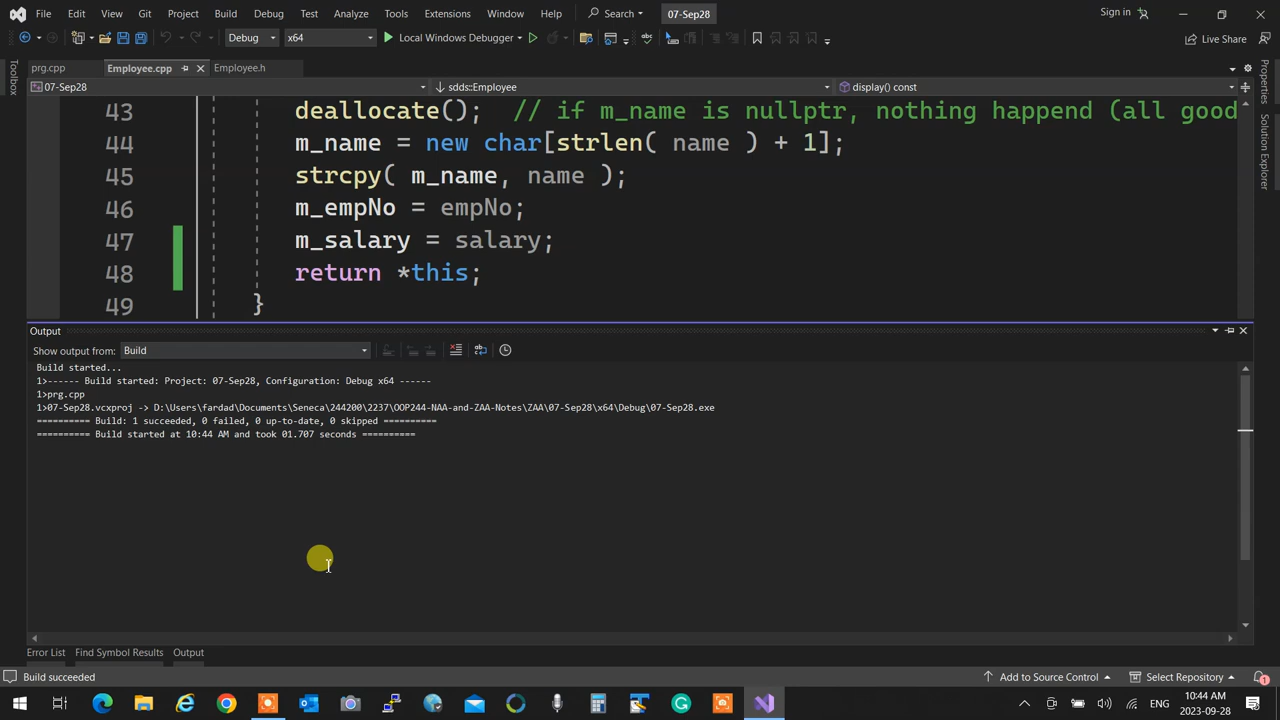 File Edit View Git Project Build Debug Test Analyze Tools Extensions Window Help Search 07-Sep28 Sign in
Debug x64 Local Windows Debugger Live Share
prg.cpp Employee.cpp Employee.h
07-Sep28 sdds::Employee display() const
Toolbox
Properties
Solution Explorer
43 deallocate(); // if m_name is nullptr, nothing happend (all good
44 m_name = new char[strlen( name ) + 1];
45 strcpy( m_name, name );
46 m_empNo = empNo;
47 m_salary = salary;
48 return *this;
49 }
Output
Show output from: Build
Build started...
1>------ Build started: Project: 07-Sep28, Configuration: Debug x64 ------
1>prg.cpp
1>07-Sep28.vcxproj -> D:\Users\fardad\Documents\Seneca\244200\2237\OOP244-NAA-and-ZAA-Notes\ZAA\07-Sep28\x64\Debug\07-Sep28.exe
========== Build: 1 succeeded, 0 failed, 0 up-to-date, 0 skipped ==========
========== Build started at 10:44 AM and took 01.707 seconds ==========
Error List Find Symbol Results Output
Build succeeded Add to Source Control Select Repository 1
ENG 10:44 AM
2023-09-28